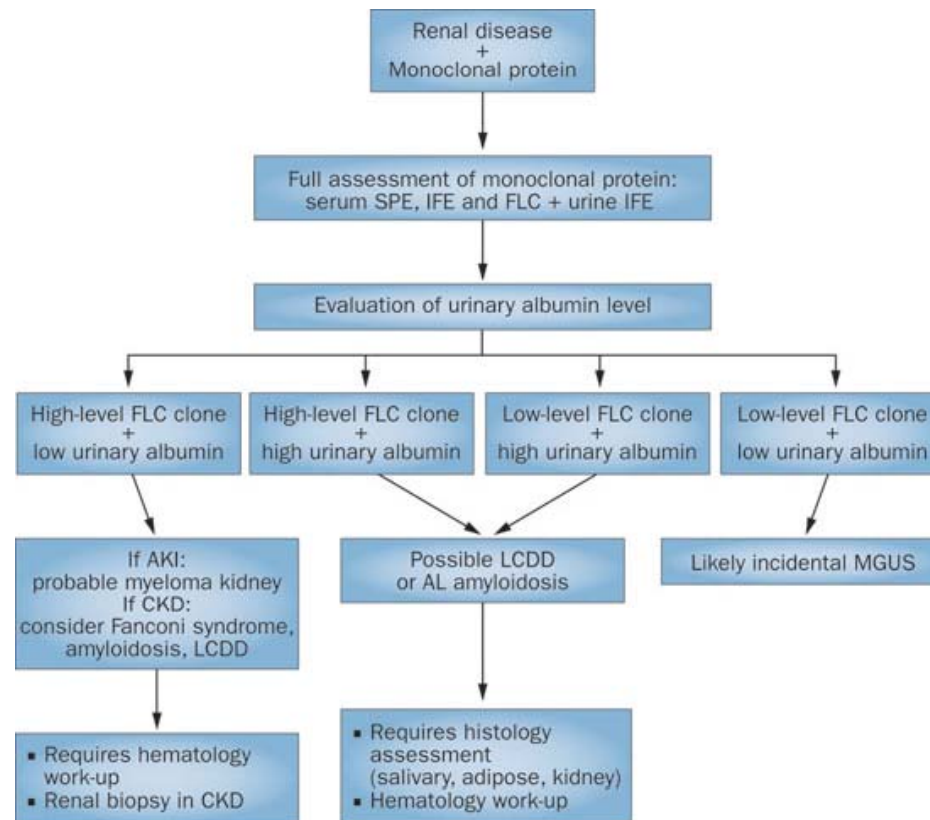 Renal disease
+
Monoclonal protein
Full assessment of monoclonal protein:
serum SPE, IFE and FLC + urine IFE
Evaluation of urinary albumin level
High-level FLC clone
+
low urinary albumin
High-level FLC clone
+
high urinary albumin
Low-level FLC clone
+
high urinary albumin
Low-level FLC clone
+
low urinary albumin
If AKI:
probable myeloma kidney
If CKD:
consider Fanconi syndrome,
amyloidosis, LCDD
Possible LCDD
or AL amyloidosis
Likely incidental MGUS
▪ Requires hematology
work-up
▪ Renal biopsy in CKD
▪ Requires histology
assessment
(salivary, adipose, kidney)
▪ Hematology work-up